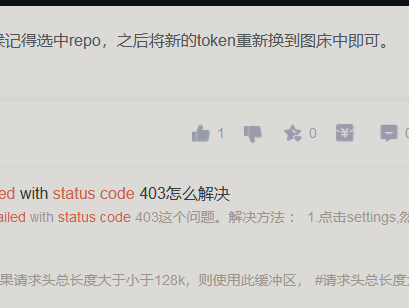 记得选中repo，之后将新的token重新换到图床中即可。
1 0
ed with status code 403怎么解决
ailed with status code 403这个问题。解决方法： 1.点击settings,然
果请求头总长度大于小于128k，则使用此缓冲区， #请求头总长度大